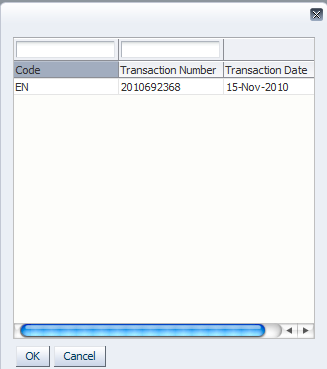 Code Transaction Number Transaction Date
EN 2010692368 15-Nov-2010
OK Cancel